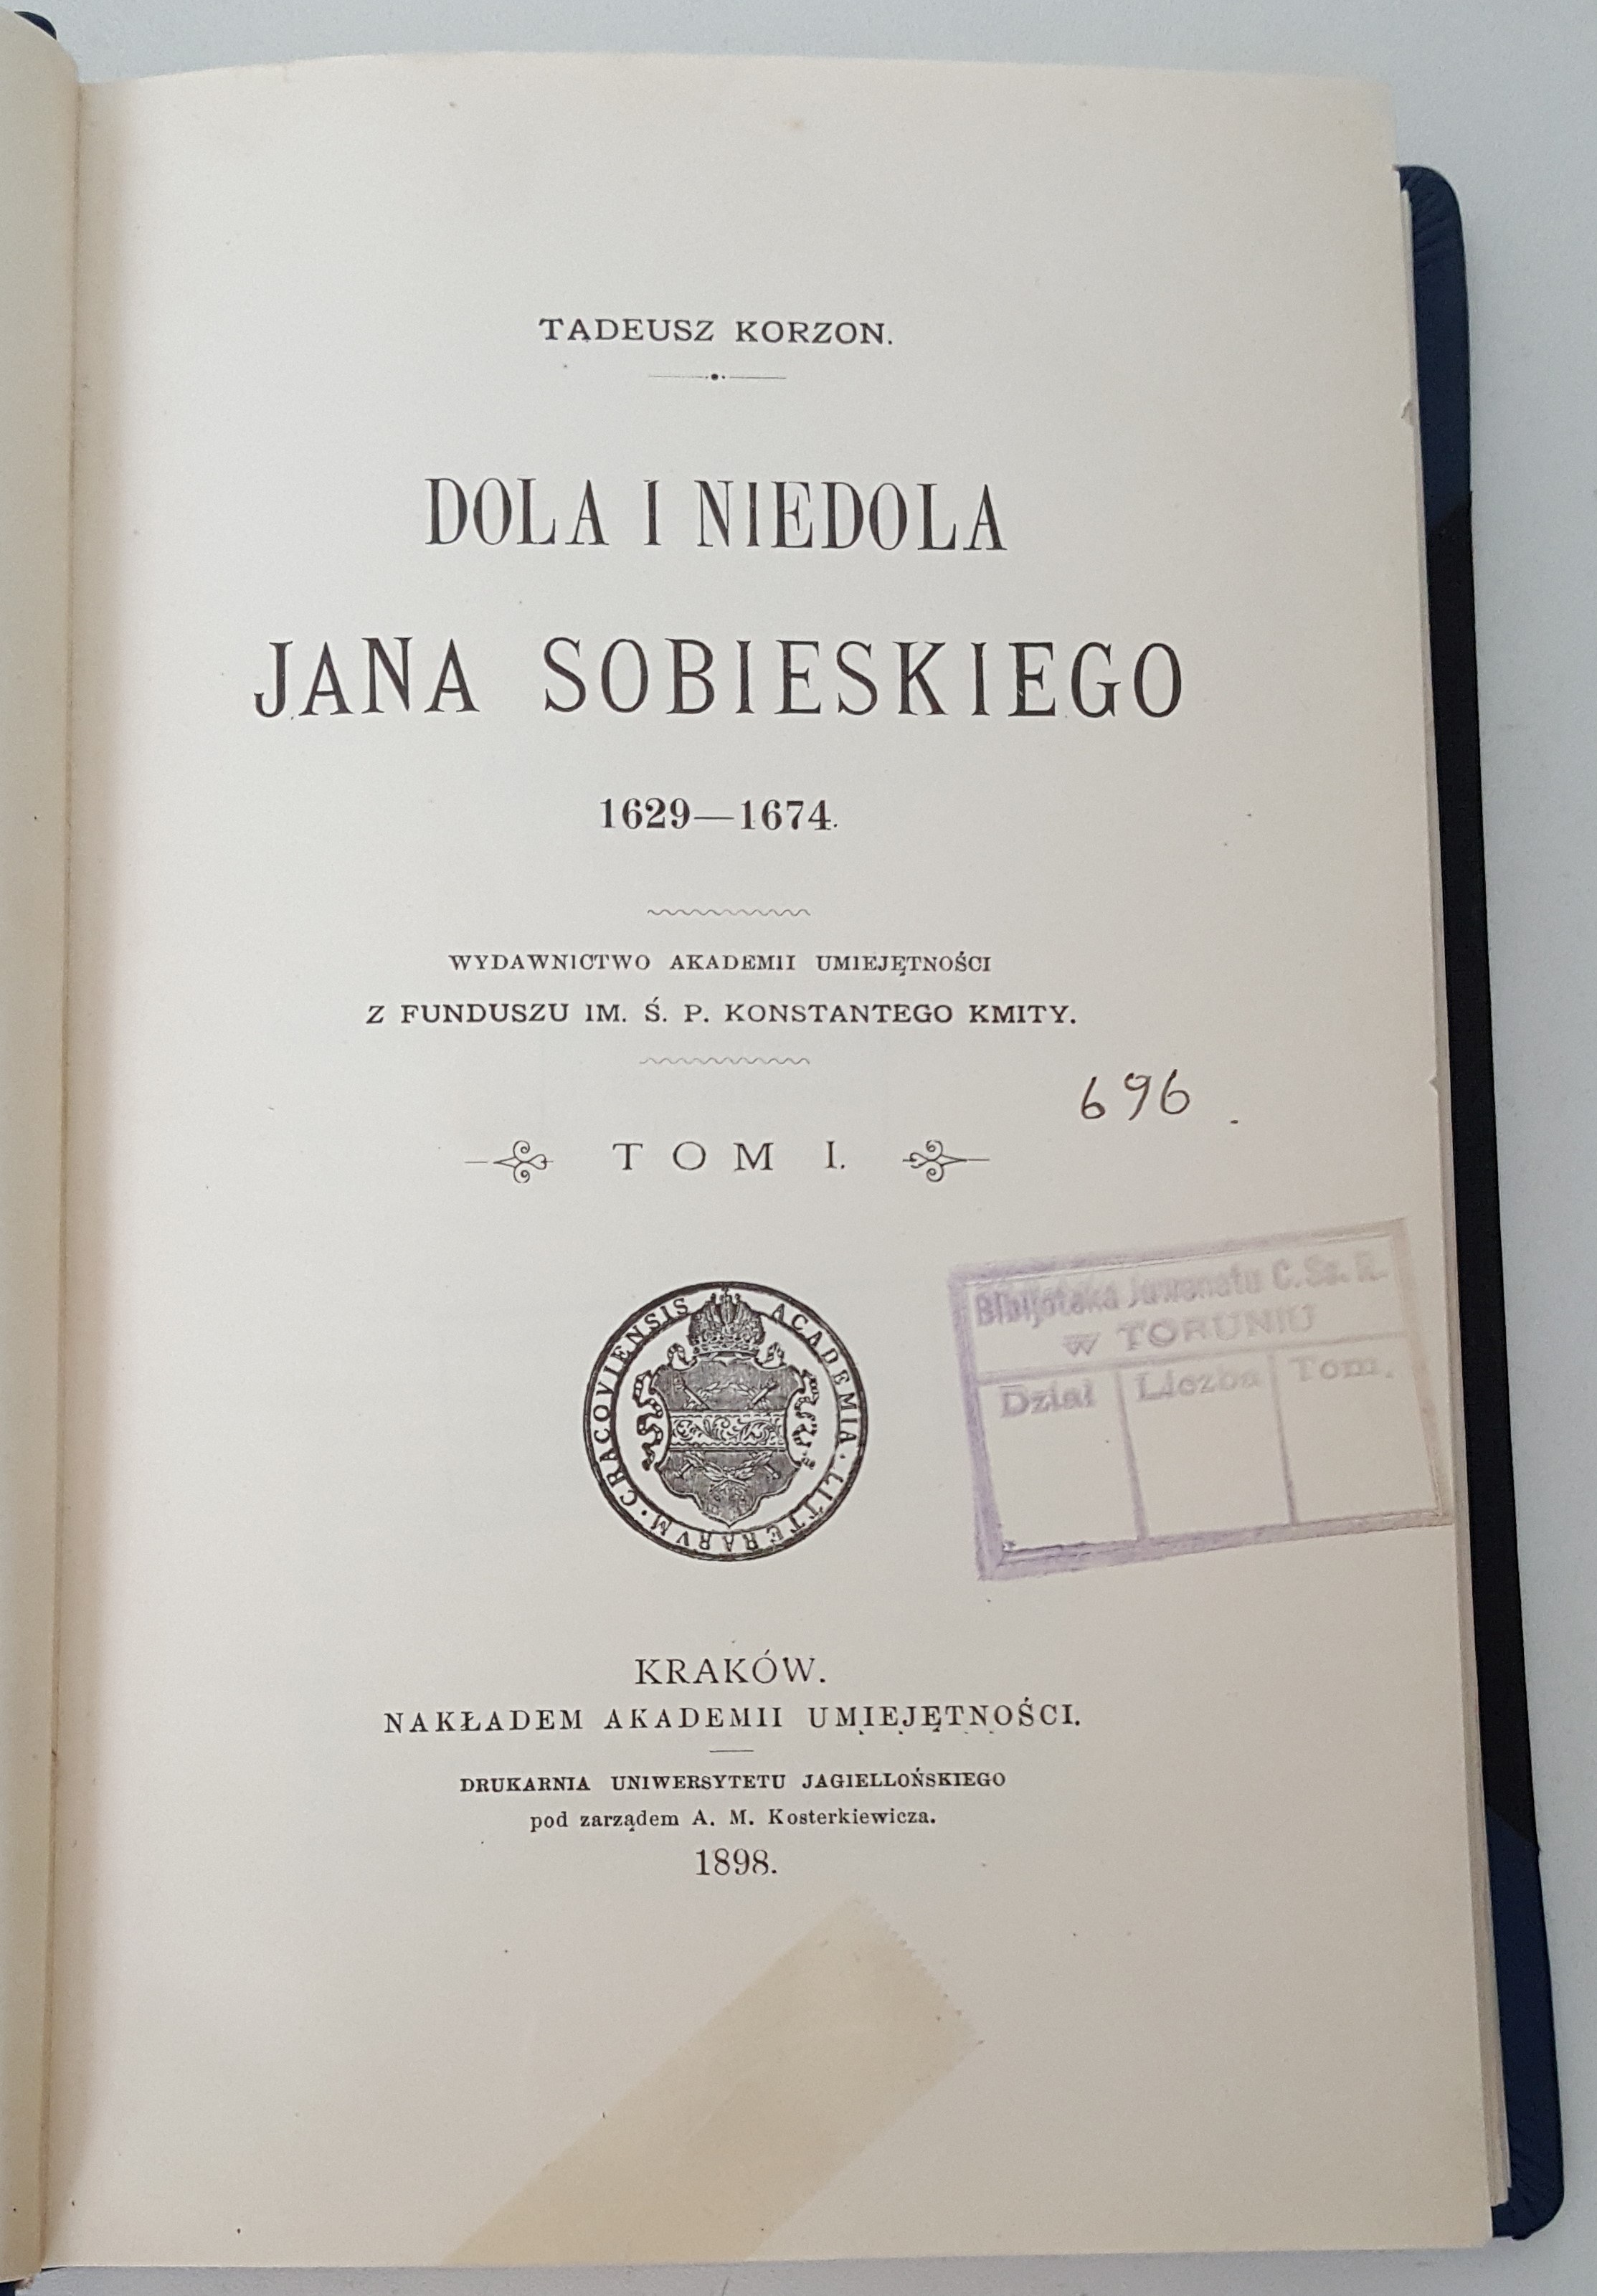 TADEUSZ KORZON.
DOLA I NIEDOLA
JANA SOBIESKIEGO
1629—1674.
WYDAWNICTWO AKADEMII UMIEJĘTNOŚCI
Z FUNDUSZU IM. Ś. P. KONSTANTEGO KMITY.
696
TOM I.
ACADEMIA · LITTERARVM · CRACOVIENSIS
Biblijoteka Juwenatu C. Ss. R.
W TORUNIU
Dział Liczba Tom.
KRAKÓW.
NAKŁADEM AKADEMII UMIEJĘTNOŚCI.
DRUKARNIA UNIWERSYTETU JAGIELLOŃSKIEGO
pod zarządem A. M. Kosterkiewicza.
1898.